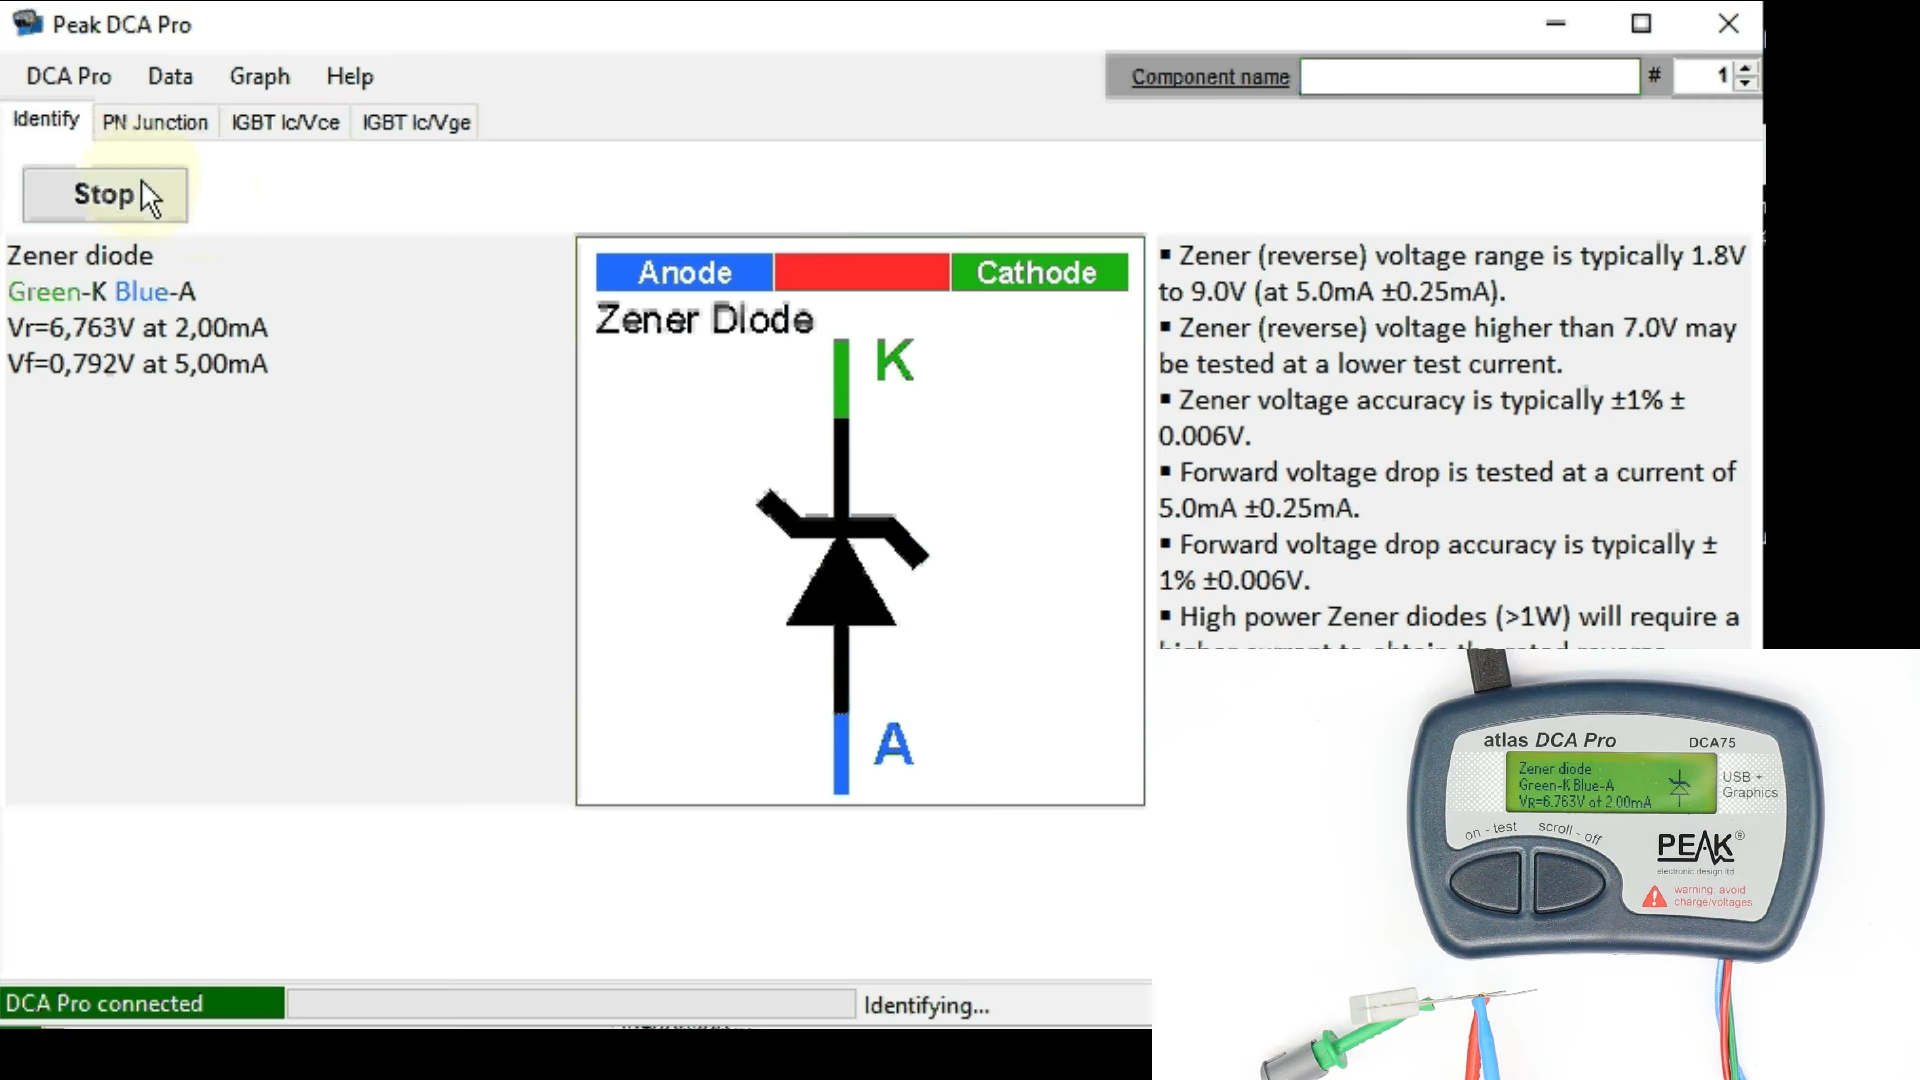 Peak DCA Pro
DCA Pro Data Graph Help
Component name # 1
Identify PN Junction IGBT Ic/Vce IGBT Ic/Vge
Stop
Zener diode
Green-K Blue-A
Vr=6,763V at 2,00mA
Vf=0,792V at 5,00mA
Anode Cathode
Zener Diode
K
A
▪ Zener (reverse) voltage range is typically 1.8V
to 9.0V (at 5.0mA ±0.25mA).
▪ Zener (reverse) voltage higher than 7.0V may
be tested at a lower test current.
▪ Zener voltage accuracy is typically ±1% ±
0.006V.
▪ Forward voltage drop is tested at a current of
5.0mA ±0.25mA.
▪ Forward voltage drop accuracy is typically ±
1% ±0.006V.
▪ High power Zener diodes (>1W) will require a
DCA Pro connected
Identifying...
atlas DCA Pro DCA75
Zener diode
Green-K Blue-A
VR=6.763V at 2.00mA
USB +
Graphics
on - test scroll - off
PEAK®
electronic design ltd
warning: avoid
charge/voltages